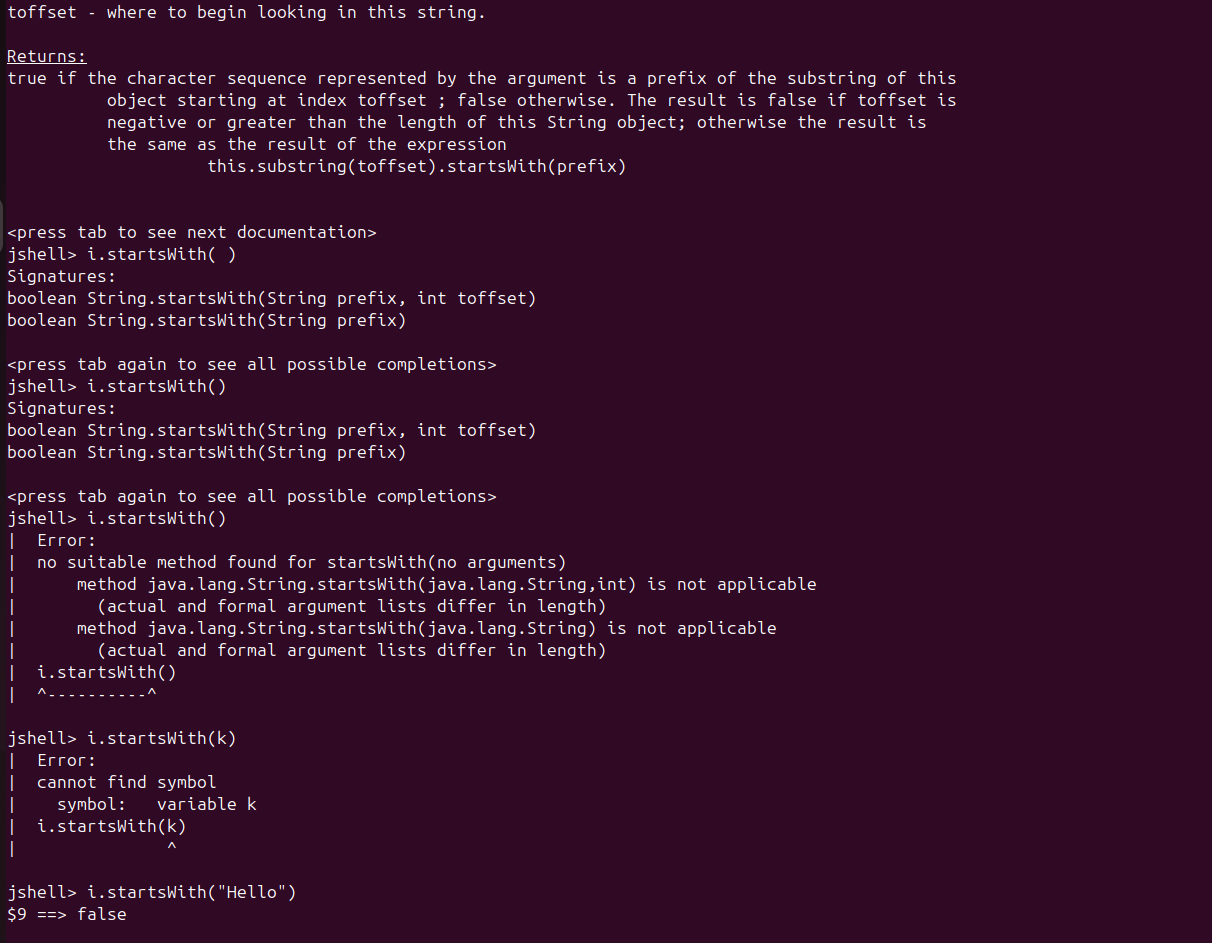 toffset - where to begin looking in this string.

Returns:
true if the character sequence represented by the argument is a prefix of the substring of this
          object starting at index toffset ; false otherwise. The result is false if toffset is
          negative or greater than the length of this String object; otherwise the result is
          the same as the result of the expression
                    this.substring(toffset).startsWith(prefix)


<press tab to see next documentation>
jshell> i.startsWith( )
Signatures:
boolean String.startsWith(String prefix, int toffset)
boolean String.startsWith(String prefix)

<press tab again to see all possible completions>
jshell> i.startsWith()
Signatures:
boolean String.startsWith(String prefix, int toffset)
boolean String.startsWith(String prefix)

<press tab again to see all possible completions>
jshell> i.startsWith()
|  Error:
|  no suitable method found for startsWith(no arguments)
|      method java.lang.String.startsWith(java.lang.String,int) is not applicable
|        (actual and formal argument lists differ in length)
|      method java.lang.String.startsWith(java.lang.String) is not applicable
|        (actual and formal argument lists differ in length)
|  i.startsWith()
|  ^----------^

jshell> i.startsWith(k)
|  Error:
|  cannot find symbol
|    symbol:   variable k
|  i.startsWith(k)
|               ^

jshell> i.startsWith("Hello")
$9 ==> false